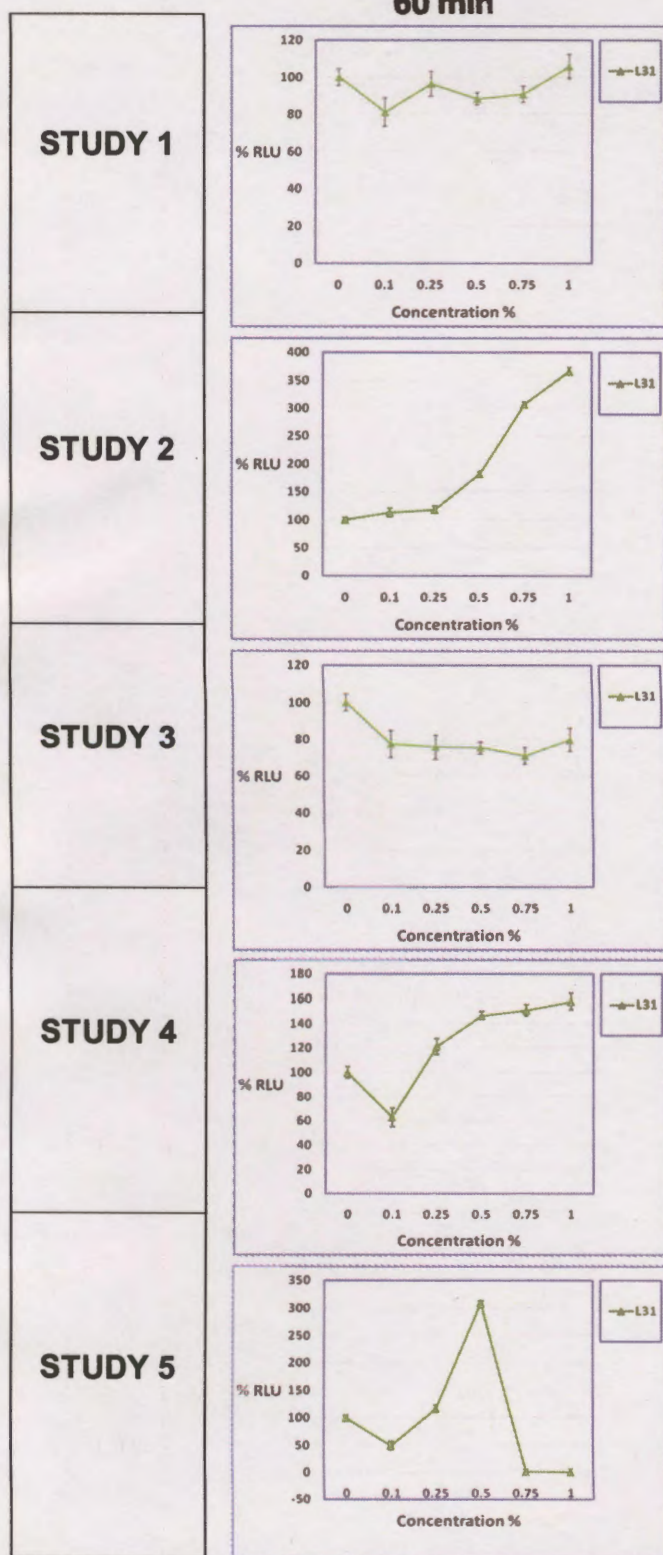 60 min
STUDY 1
120
100
80
% RLU
60
40
20
0
0 0.1 0.25 0.5 0.75 1
Concentration %
L31
STUDY 2
400
350
300
250
% RLU 200
150
100
50
0
0 0.1 0.25 0.5 0.75 1
Concentration %
L31
STUDY 3
120
100
80
% RLU
60
40
20
0
0 0.1 0.25 0.5 0.75 1
Concentration %
L31
STUDY 4
180
160
140
120
100
% RLU
80
60
40
20
0
0 0.1 0.25 0.5 0.75 1
Concentration %
L31
STUDY 5
350
300
250
200
% RLU 150
100
50
0
-50
0 0.1 0.25 0.5 0.75 1
Concentration %
L31